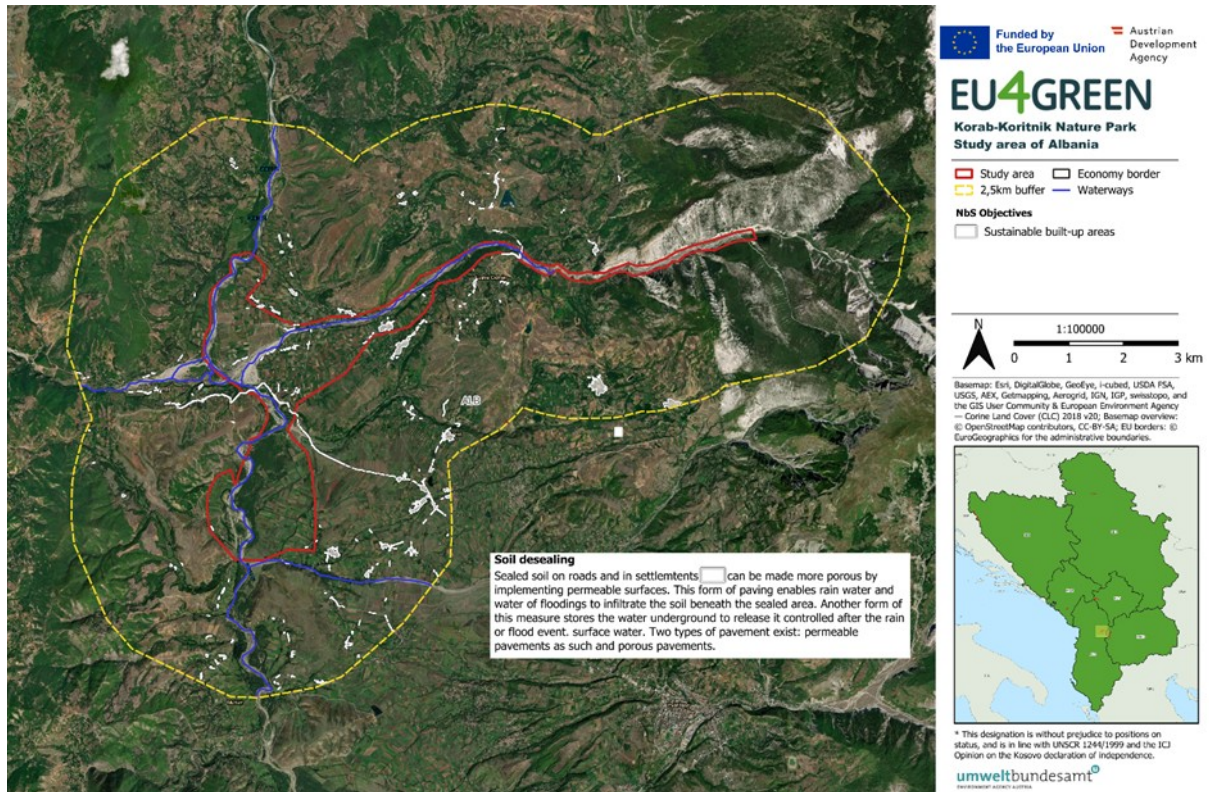 Funded by
the European Union
Austrian
Development
Agency
EU4GREEN
Korab-Koritnik Nature Park
Study area of Albania
Study area
Economy border
2,5km buffer
Waterways
NbS Objectives
Sustainable built-up areas
N
1:100000
0 1 2 3 km
Basemap: Esri, DigitalGlobe, GeoEye, i-cubed, USDA FSA,
USGS, AEX, Getmapping, Aerogrid, IGN, IGP, swisstopo, and
the GIS User Community & European Environment Agency
— Corine Land Cover (CLC) 2018 v20; Basemap overview:
© OpenStreetMap contributors, CC-BY-SA; EU borders: ©
EuroGeographics for the administrative boundaries.
ALB
Soil desealing
Sealed soil on roads and in settlemtents can be made more porous by
implementing permeable surfaces. This form of paving enables rain water and
water of floodings to infiltrate the soil beneath the sealed area. Another form of
this measure stores the water underground to release it controlled after the rain
or flood event. surface water. Two types of pavement exist: permeable
pavements as such and porous pavements.
* This designation is without prejudice to positions on
status, and is in line with UNSCR 1244/1999 and the ICJ
Opinion on the Kosovo declaration of independence.
umweltbundesamt
ENVIRONMENT AGENCY AUSTRIA